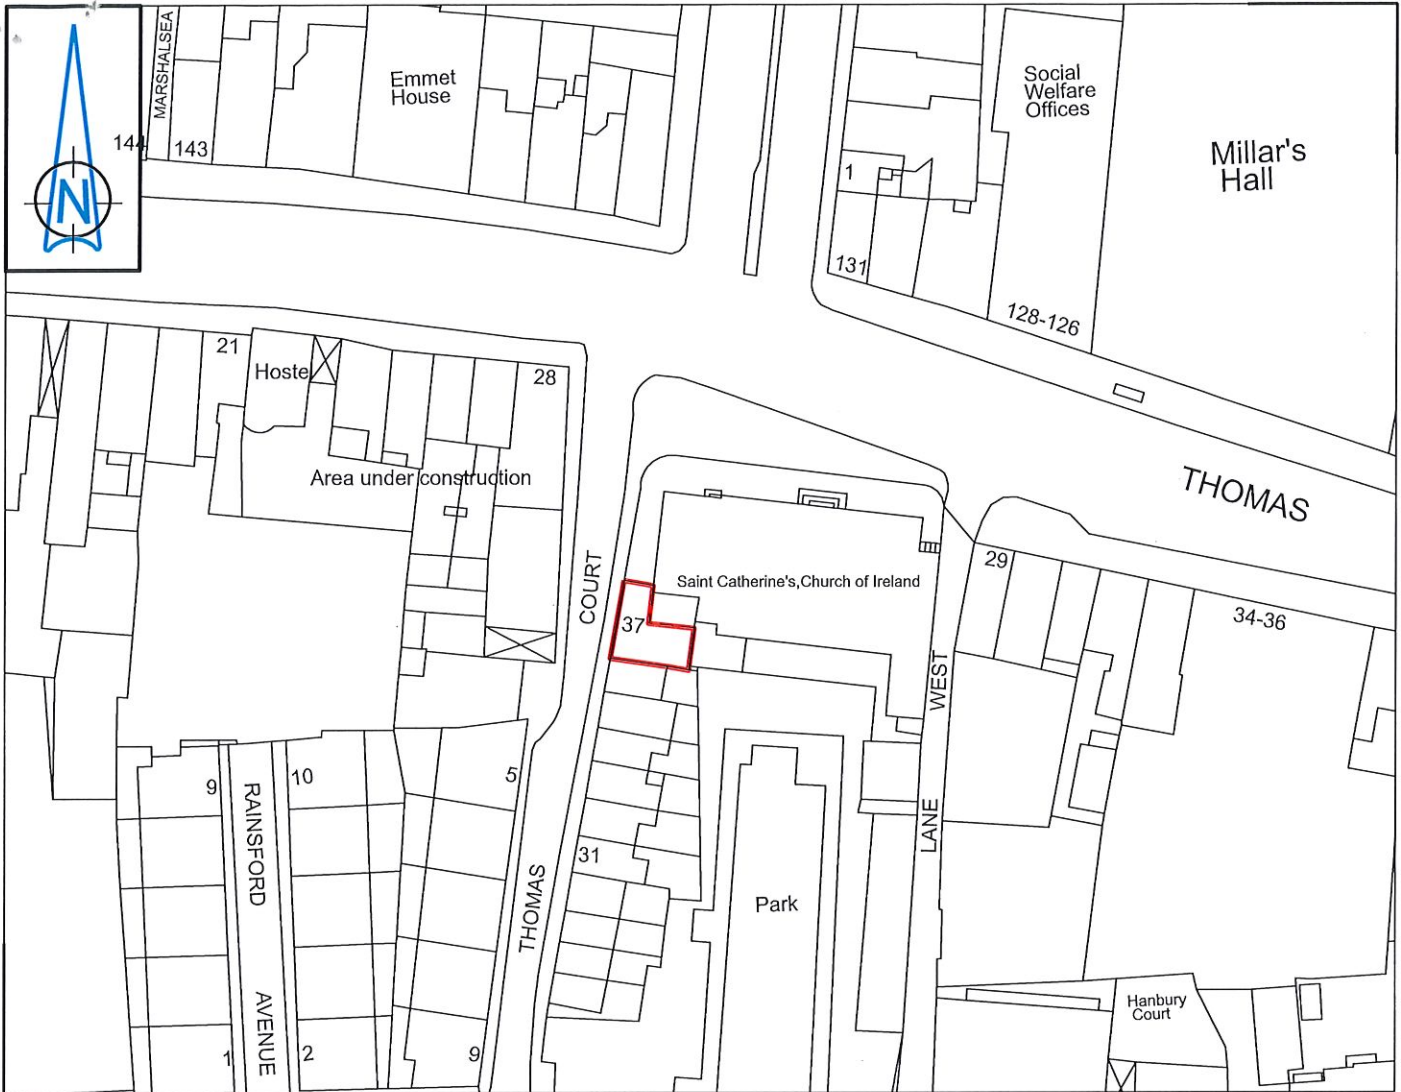 N
MARSHALSEA
144
143
Emmet
House
Social
Welfare
Offices
Millar's
Hall
1
131
128-126
21
Hoste
28
Area under construction
THOMAS
COURT
Saint Catherine's,Church of Ireland
37
29
34-36
WEST
LANE
9
10
5
RAINSFORD
AVENUE
31
THOMAS
Park
Hanbury
Court
1
2
9